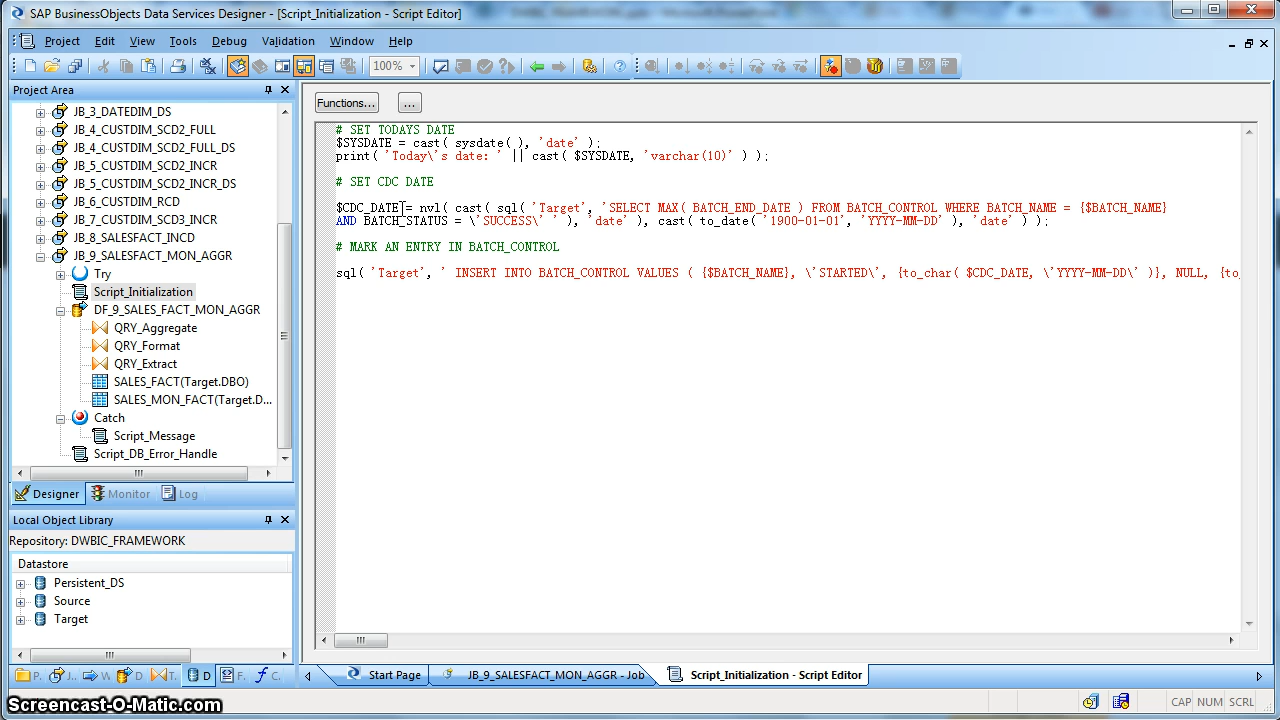 SAP BusinessObjects Data Services Designer - [Script_Initialization - Script Editor]
Project Edit View Tools Debug Validation Window Help
100%
Project Area
JB_3_DATEDIM_DS
JB_4_CUSTDIM_SCD2_FULL
JB_4_CUSTDIM_SCD2_FULL_DS
JB_5_CUSTDIM_SCD2_INCR
JB_5_CUSTDIM_SCD2_INCR_DS
JB_6_CUSTDIM_RCD
JB_7_CUSTDIM_SCD3_INCR
JB_8_SALESFACT_INCD
JB_9_SALESFACT_MON_AGGR
Try
Script_Initialization
DF_9_SALES_FACT_MON_AGGR
QRY_Aggregate
QRY_Format
QRY_Extract
SALES_FACT(Target.DBO)
SALES_MON_FACT(Target.D...
Catch
Script_Message
Script_DB_Error_Handle
Designer Monitor Log
Local Object Library
Repository: DWBIC_FRAMEWORK
Datastore
Persistent_DS
Source
Target
P. J.. W D T. D F. C.
Functions... ...
# SET TODAYS DATE
$SYSDATE = cast( sysdate( ), 'date' );
print( 'Today\'s date: ' || cast( $SYSDATE, 'varchar(10)' ) );
# SET CDC DATE
$CDC_DATE = nvl( cast( sql( 'Target', 'SELECT MAX( BATCH_END_DATE ) FROM BATCH_CONTROL WHERE BATCH_NAME = {$BATCH_NAME}
AND BATCH_STATUS = \'SUCCESS\' ' ), 'date' ), cast( to_date( '1900-01-01', 'YYYY-MM-DD' ), 'date' ) );
# MARK AN ENTRY IN BATCH_CONTROL
sql( 'Target', ' INSERT INTO BATCH_CONTROL VALUES ( {$BATCH_NAME}, \'STARTED\', {to_char( $CDC_DATE, \'YYYY-MM-DD\' )}, NULL, {to_
Start Page JB_9_SALESFACT_MON_AGGR - Job Script_Initialization - Script Editor
CAP NUM SCRL
Screencast-O-Matic.com